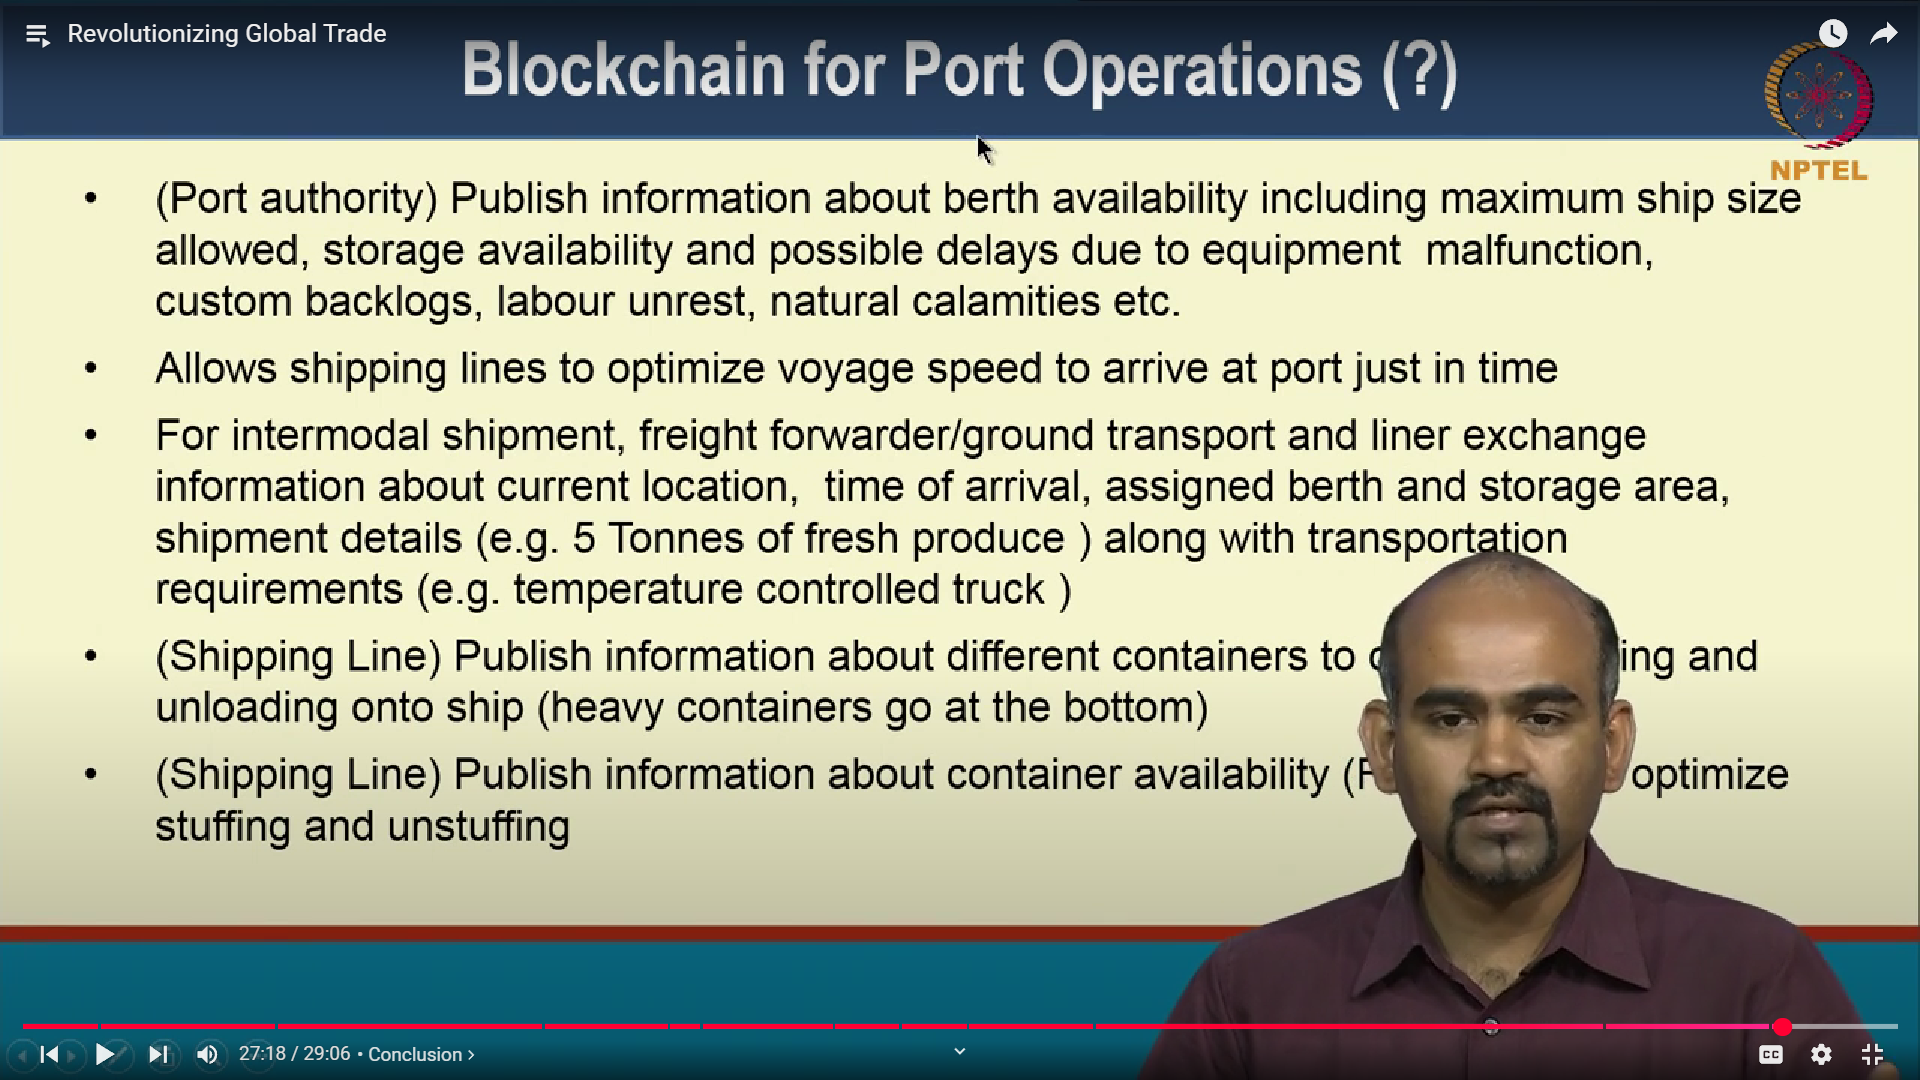 Revolutionizing Global Trade
Blockchain for Port Operations (?)
NPTEL
• (Port authority) Publish information about berth availability including maximum ship size
allowed, storage availability and possible delays due to equipment malfunction,
custom backlogs, labour unrest, natural calamities etc.
• Allows shipping lines to optimize voyage speed to arrive at port just in time
• For intermodal shipment, freight forwarder/ground transport and liner exchange
information about current location, time of arrival, assigned berth and storage area,
shipment details (e.g. 5 Tonnes of fresh produce ) along with transportation
requirements (e.g. temperature controlled truck )
• (Shipping Line) Publish information about different containers to ing and
unloading onto ship (heavy containers go at the bottom)
• (Shipping Line) Publish information about container availability ( optimize
stuffing and unstuffing
27:18 / 29:06 • Conclusion ›
CC